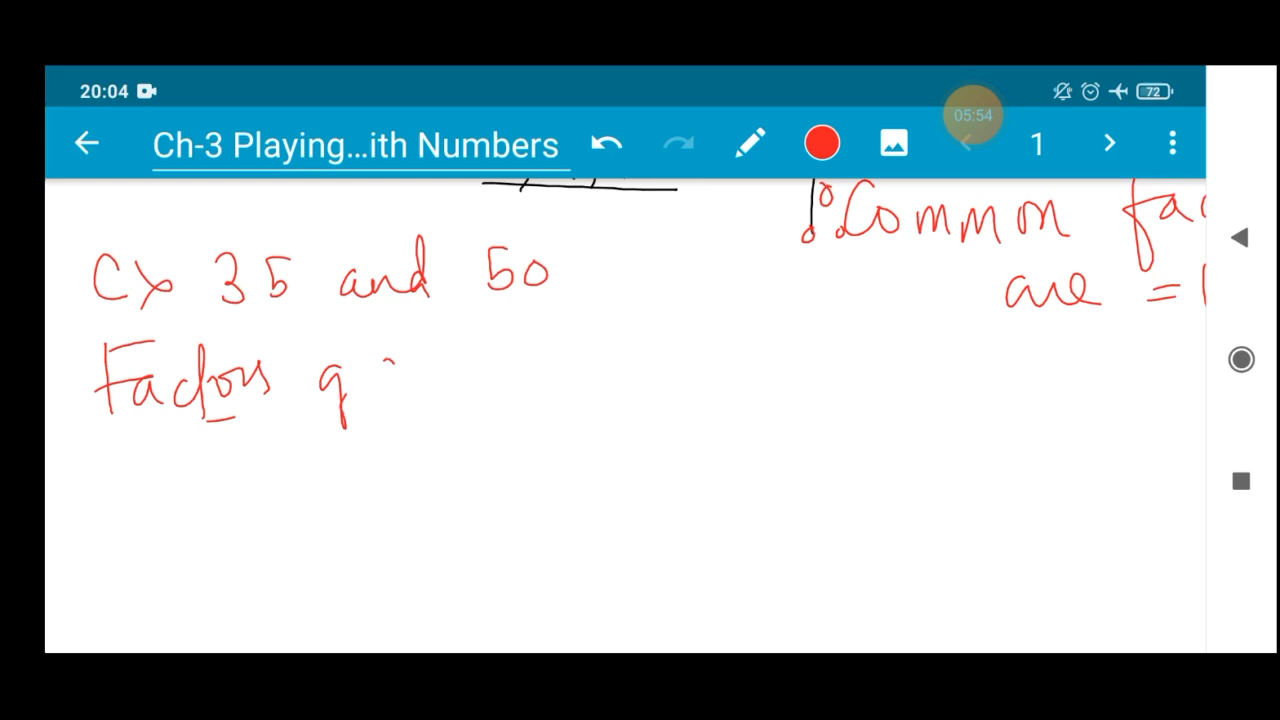 20:04
72
05:54
Ch-3 Playing...ith Numbers
1
Common fac
are = 1
(x 35 and 50
Factors of